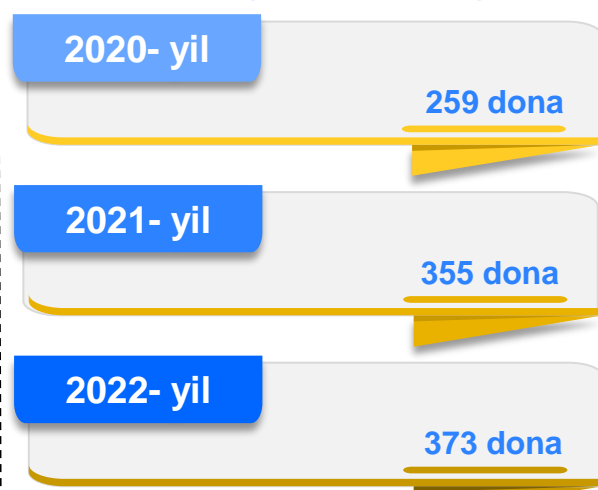 2020- yil
259 dona
2021- yil
355 dona
2022- yil
373 dona